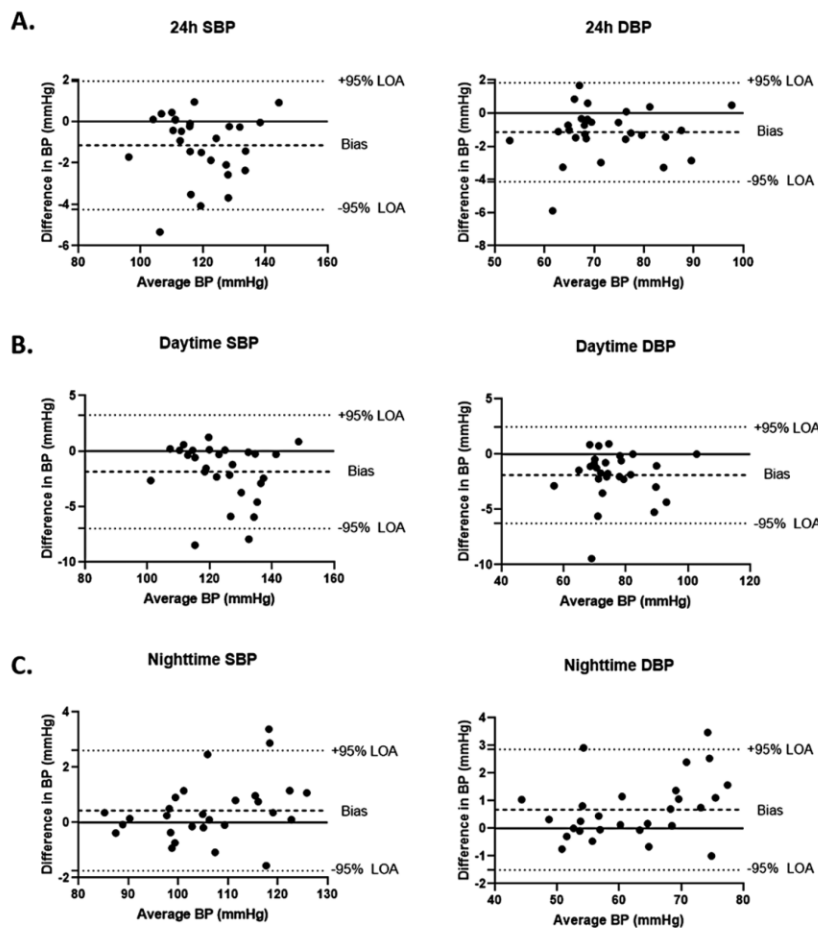 A.
24h SBP
24h DBP
Difference in BP (mmHg)
2
0
-2
-4
-6
80
100
120
140
160
Average BP (mmHg)
+95% LOA
Bias
-95% LOA
Difference in BP (mmHg)
2
0
-2
-4
-6
-8
50
60
70
80
90
100
Average BP (mmHg)
+95% LOA
Bias
-95% LOA
B.
Daytime SBP
Daytime DBP
Difference in BP (mmHg)
5
0
-5
-10
80
100
120
140
160
Average BP (mmHg)
+95% LOA
Bias
-95% LOA
Difference in BP (mmHg)
5
0
-5
-10
40
60
80
100
120
Average BP (mmHg)
+95% LOA
Bias
-95% LOA
C.
Nighttime SBP
Nighttime DBP
Difference in BP (mmHg)
4
2
0
-2
80
90
100
110
120
130
Average BP (mmHg)
+95% LOA
Bias
-95% LOA
Difference in BP (mmHg)
4
3
2
1
0
-1
-2
40
50
60
70
80
Average BP (mmHg)
+95% LOA
Bias
-95% LOA